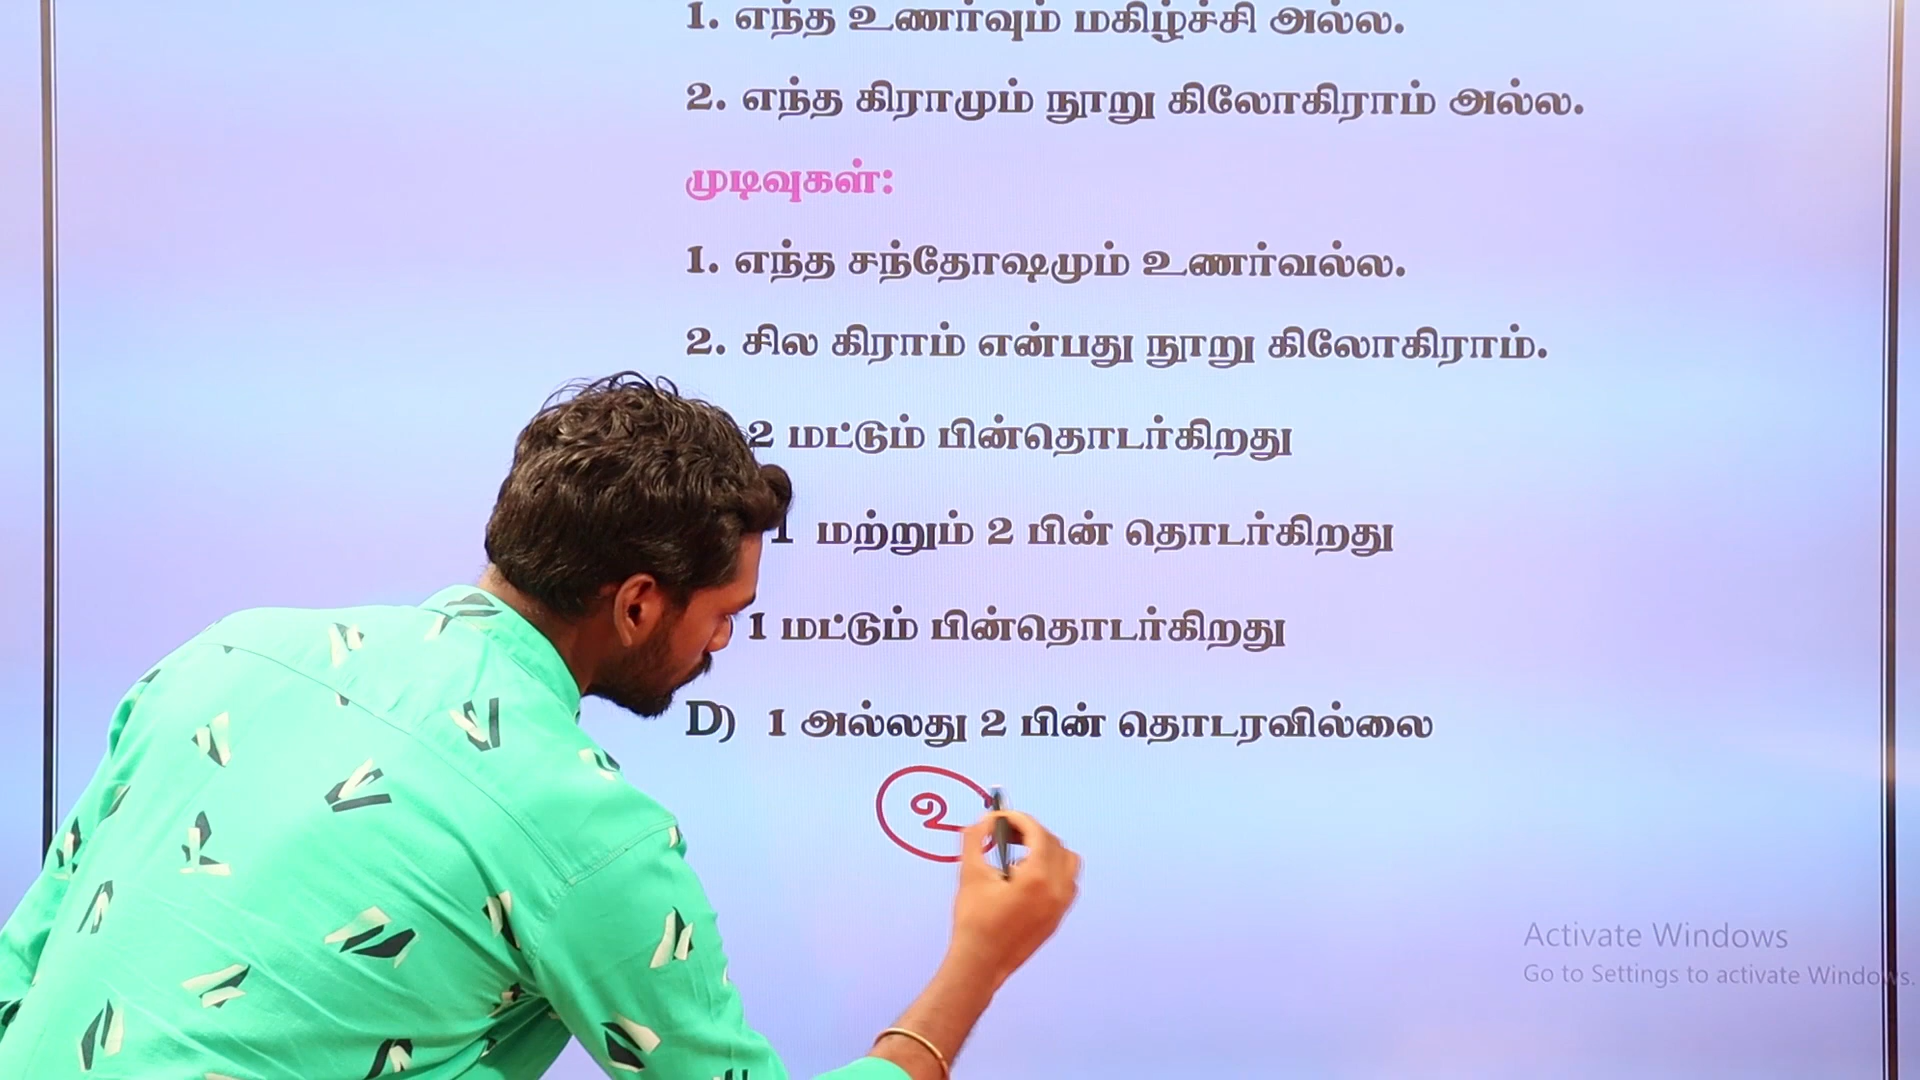 1. எந்த உணர்வும் மகிழ்ச்சி அல்ல.
2. எந்த கிராமும் நூறு கிலோகிராம் அல்ல.
முடிவுகள்:
1. எந்த சந்தோஷமும் உணர்வல்ல.
2. சில கிராம் என்பது நூறு கிலோகிராம்.
2 மட்டும் பின்தொடர்கிறது
1 மற்றும் 2 பின் தொடர்கிறது
) 1 மட்டும் பின்தொடர்கிறது
D) 1 அல்லது 2 பின் தொடரவில்லை
உ
Activate Windows
Go to Settings to activate Windows.